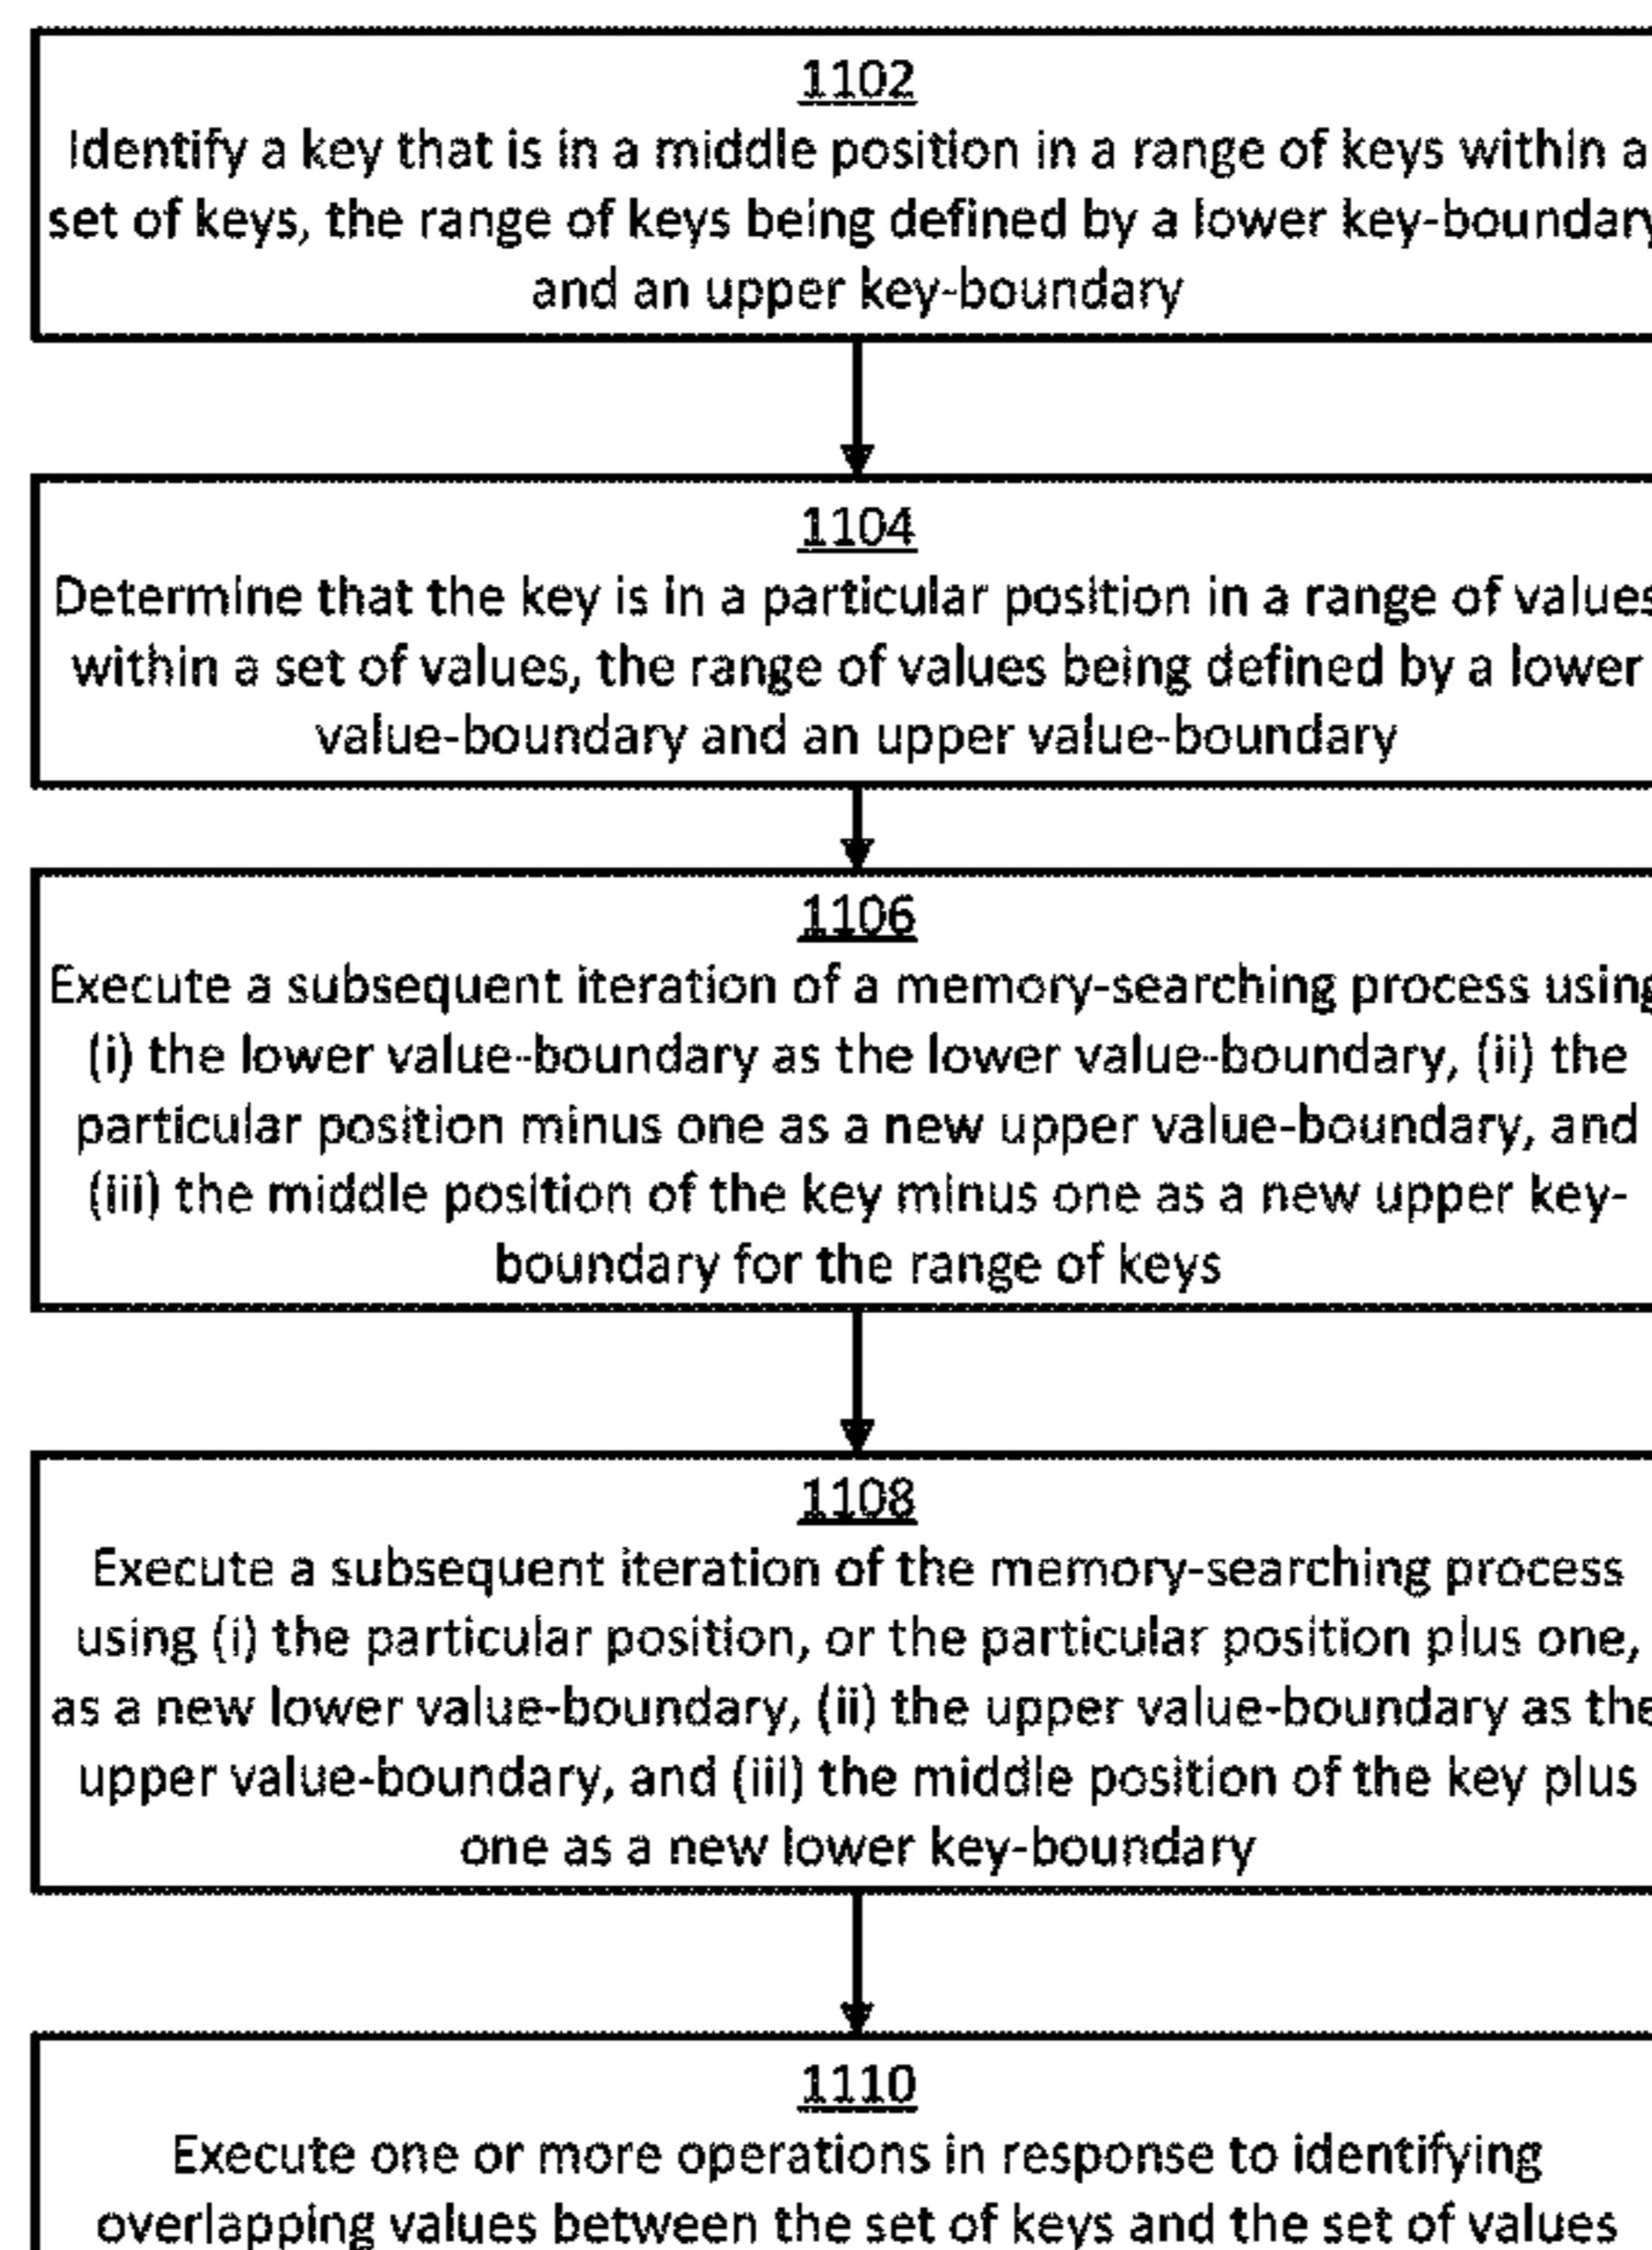 1102
Identify a key that is in a middle position in a range of keys within a
set of keys, the range of keys being defined by a lower key-boundary
and an upper key-boundary
1104
Determine that the key is in a particular position in a range of values
within a set of values, the range of values being defined by a lower
value-boundary and an upper value-boundary
1106
Execute a subsequent iteration of a memory-searching process using
(i) the lower value-boundary as the lower value-boundary, (ii) the
particular position minus one as a new upper value-boundary, and
(iii) the middle position of the key minus one as a new upper key-
boundary for the range of keys
1108
Execute a subsequent iteration of the memory-searching process
using (i) the particular position, or the particular position plus one,
as a new lower value-boundary, (ii) the upper value-boundary as the
upper value-boundary, and (iii) the middle position of the key plus
one as a new lower key-boundary
1110
Execute one or more operations in response to identifying
overlapping values between the set of keys and the set of values